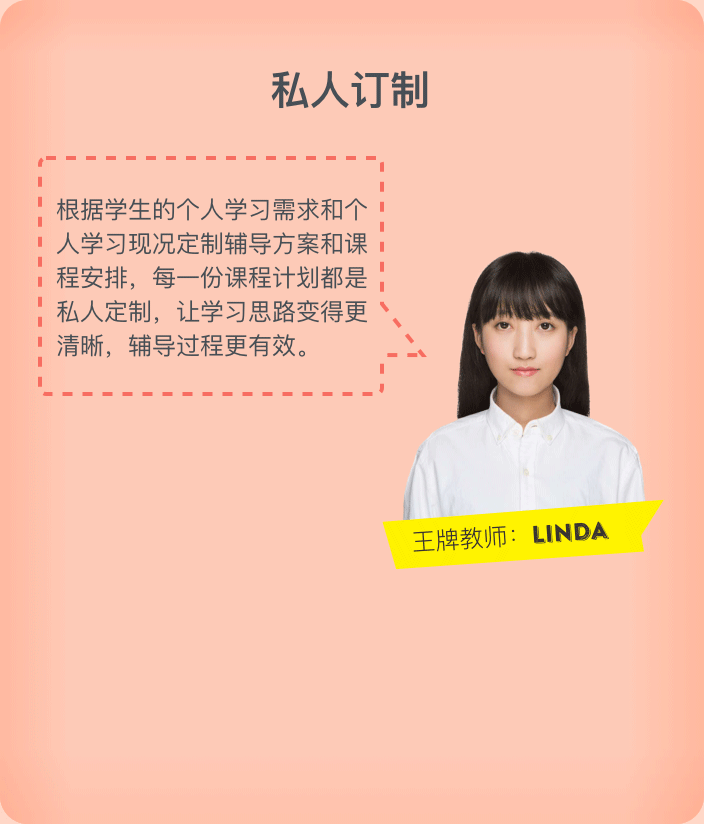 私人订制
根据学生的个人学习需求和个
人学习现况定制辅导方案和课
程安排，每一份课程计划都是
私人定制，让学习思路变得更
清晰，辅导过程更有效。
王牌教师：LINDA